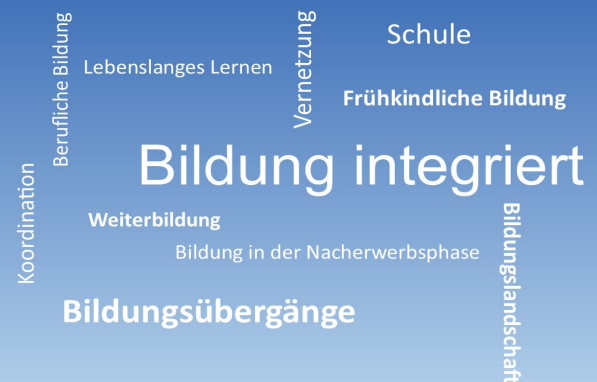 Berufliche Bildung
Lebenslanges Lernen
Vernetzung
Schule
Frühkindliche Bildung
Bildung integriert
Koordination
Weiterbildung
Bildung in der Nacherwerbsphase
Bildungslandschaft
Bildungsübergänge